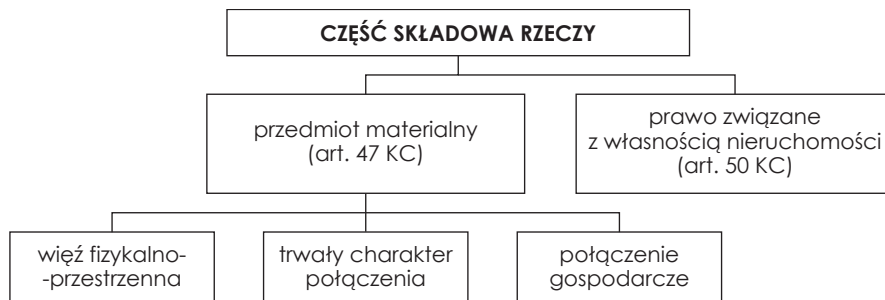 CZĘŚĆ SKŁADOWA RZECZY
przedmiot materialny
(art. 47 KC)
prawo związane
z własnością nieruchomości
(art. 50 KC)
więź fizykalno-
-przestrzenna
trwały charakter
połączenia
połączenie
gospodarcze